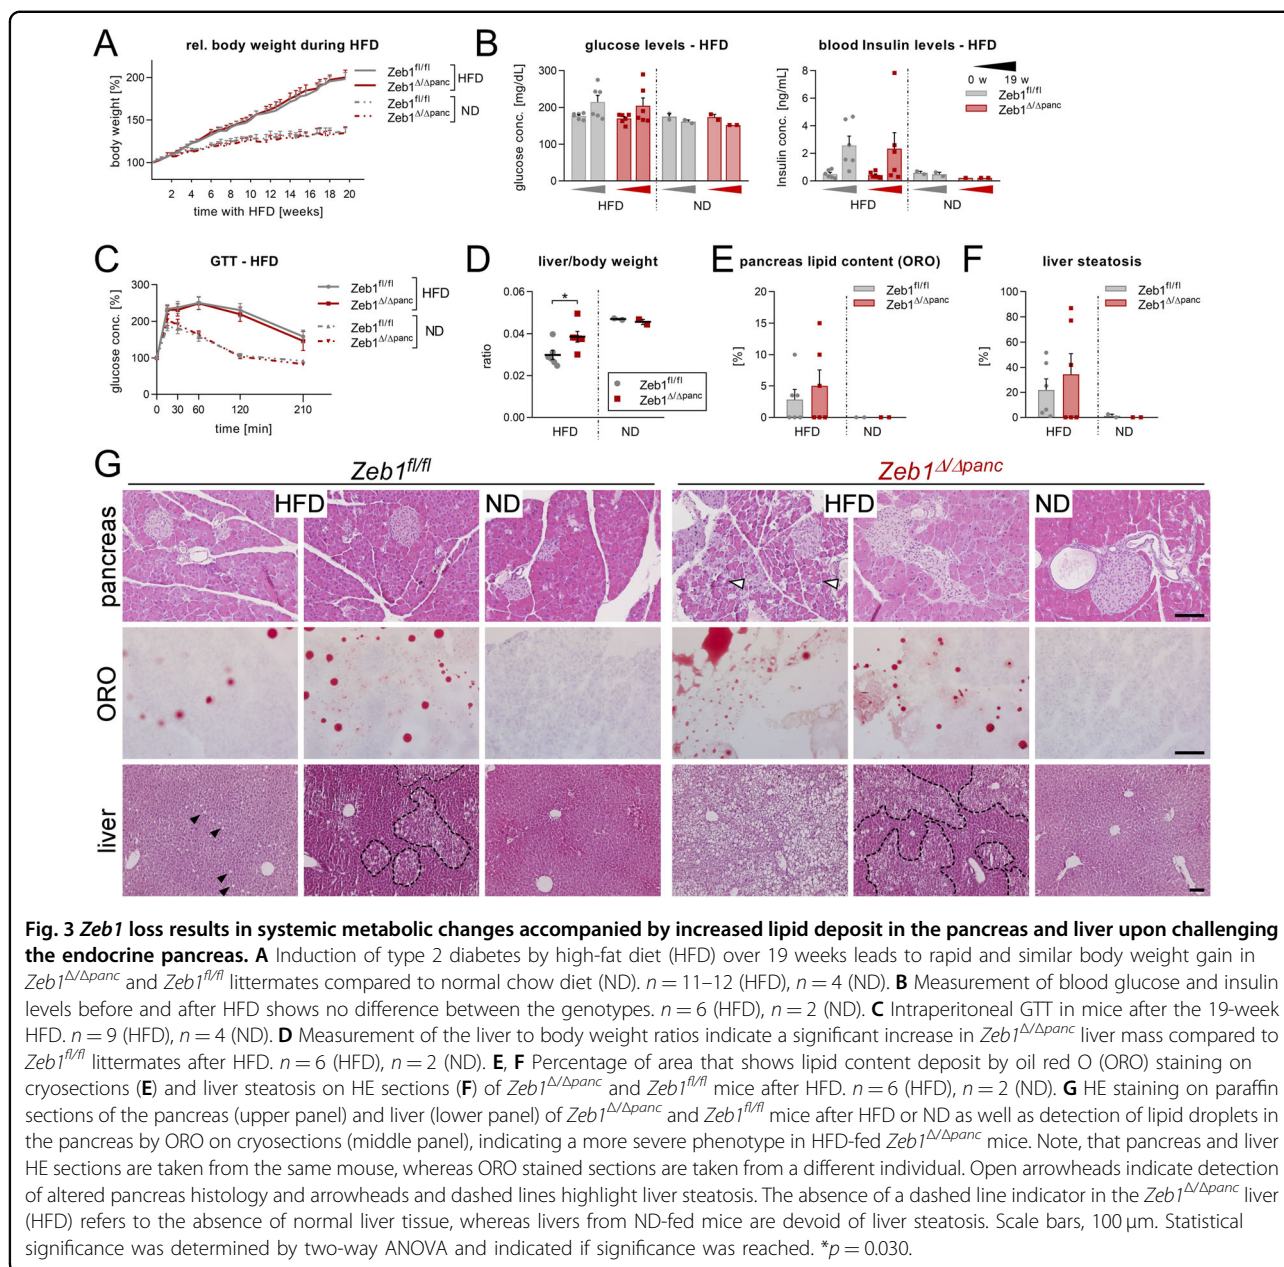 A
rel. body weight during HFD
body weight [%]
200
150
100
2 4 6 8 10 12 14 16 18 20
time with HFD [weeks]
Zeb1fl/fl
Zeb1Δ/Δpanc
HFD
Zeb1fl/fl
Zeb1Δ/Δpanc
ND
B
glucose levels - HFD
glucose conc. [mg/dL]
300
200
100
0
HFD ND
blood Insulin levels - HFD
Insulin conc. [ng/mL]
8
6
4
2
0
HFD ND
0 w 19 w
Zeb1fl/fl
Zeb1Δ/Δpanc
C
GTT - HFD
glucose conc. [%]
300
200
100
0
0 30 60 120 210
time [min]
Zeb1fl/fl
Zeb1Δ/Δpanc
HFD
Zeb1fl/fl
Zeb1Δ/Δpanc
ND
D
liver/body weight
ratio
0.06
0.04
0.02
0.00
*
HFD ND
Zeb1fl/fl
Zeb1Δ/Δpanc
E
pancreas lipid content (ORO)
[%]
20
15
10
5
0
HFD ND
Zeb1fl/fl
Zeb1Δ/Δpanc
F
liver steatosis
[%]
100
80
60
40
20
0
HFD ND
Zeb1fl/fl
Zeb1Δ/Δpanc
G
Zeb1fl/fl
Zeb1Δ/Δpanc
HFD ND HFD ND
pancreas
ORO
liver
Fig. 3 Zeb1 loss results in systemic metabolic changes accompanied by increased lipid deposit in the pancreas and liver upon challenging
the endocrine pancreas. A Induction of type 2 diabetes by high-fat diet (HFD) over 19 weeks leads to rapid and similar body weight gain in
Zeb1Δ/Δpanc and Zeb1fl/fl littermates compared to normal chow diet (ND). n = 11–12 (HFD), n = 4 (ND). B Measurement of blood glucose and insulin
levels before and after HFD shows no difference between the genotypes. n = 6 (HFD), n = 2 (ND). C Intraperitoneal GTT in mice after the 19-week
HFD. n = 9 (HFD), n = 4 (ND). D Measurement of the liver to body weight ratios indicate a significant increase in Zeb1Δ/Δpanc liver mass compared to
Zeb1fl/fl littermates after HFD. n = 6 (HFD), n = 2 (ND). E, F Percentage of area that shows lipid content deposit by oil red O (ORO) staining on
cryosections (E) and liver steatosis on HE sections (F) of Zeb1Δ/Δpanc and Zeb1fl/fl mice after HFD. n = 6 (HFD), n = 2 (ND). G HE staining on paraffin
sections of the pancreas (upper panel) and liver (lower panel) of Zeb1Δ/Δpanc and Zeb1fl/fl mice after HFD or ND as well as detection of lipid droplets in
the pancreas by ORO on cryosections (middle panel), indicating a more severe phenotype in HFD-fed Zeb1Δ/Δpanc mice. Note, that pancreas and liver
HE sections are taken from the same mouse, whereas ORO stained sections are taken from a different individual. Open arrowheads indicate detection
of altered pancreas histology and arrowheads and dashed lines highlight liver steatosis. The absence of a dashed line indicator in the Zeb1Δ/Δpanc liver
(HFD) refers to the absence of normal liver tissue, whereas livers from ND-fed mice are devoid of liver steatosis. Scale bars, 100 μm. Statistical
significance was determined by two-way ANOVA and indicated if significance was reached. *p = 0.030.